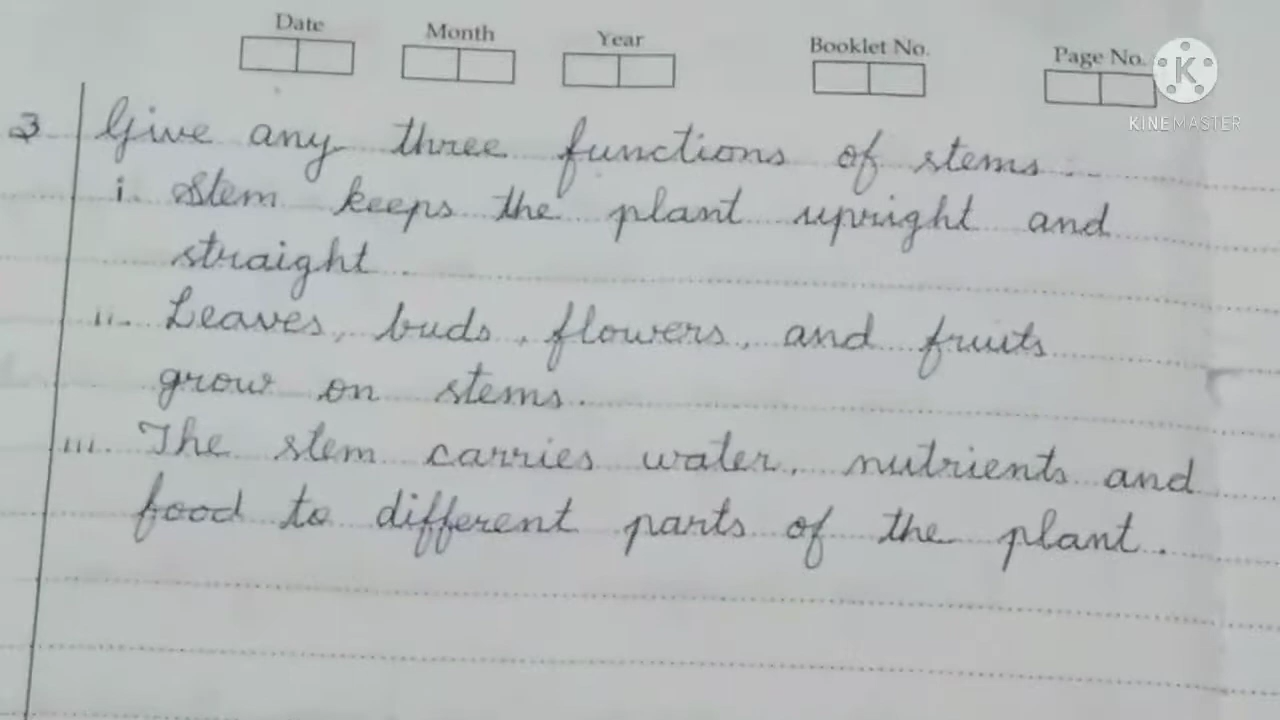 Date Month Year Booklet No. Page No.
K
KINEMASTER
3 Give any three functions of stems.
i. Stem keeps the plant upright and
straight.
ii. Leaves, buds, flowers, and fruits
grow on stems.
iii. The stem carries water, nutrients and
food to different parts of the plant.